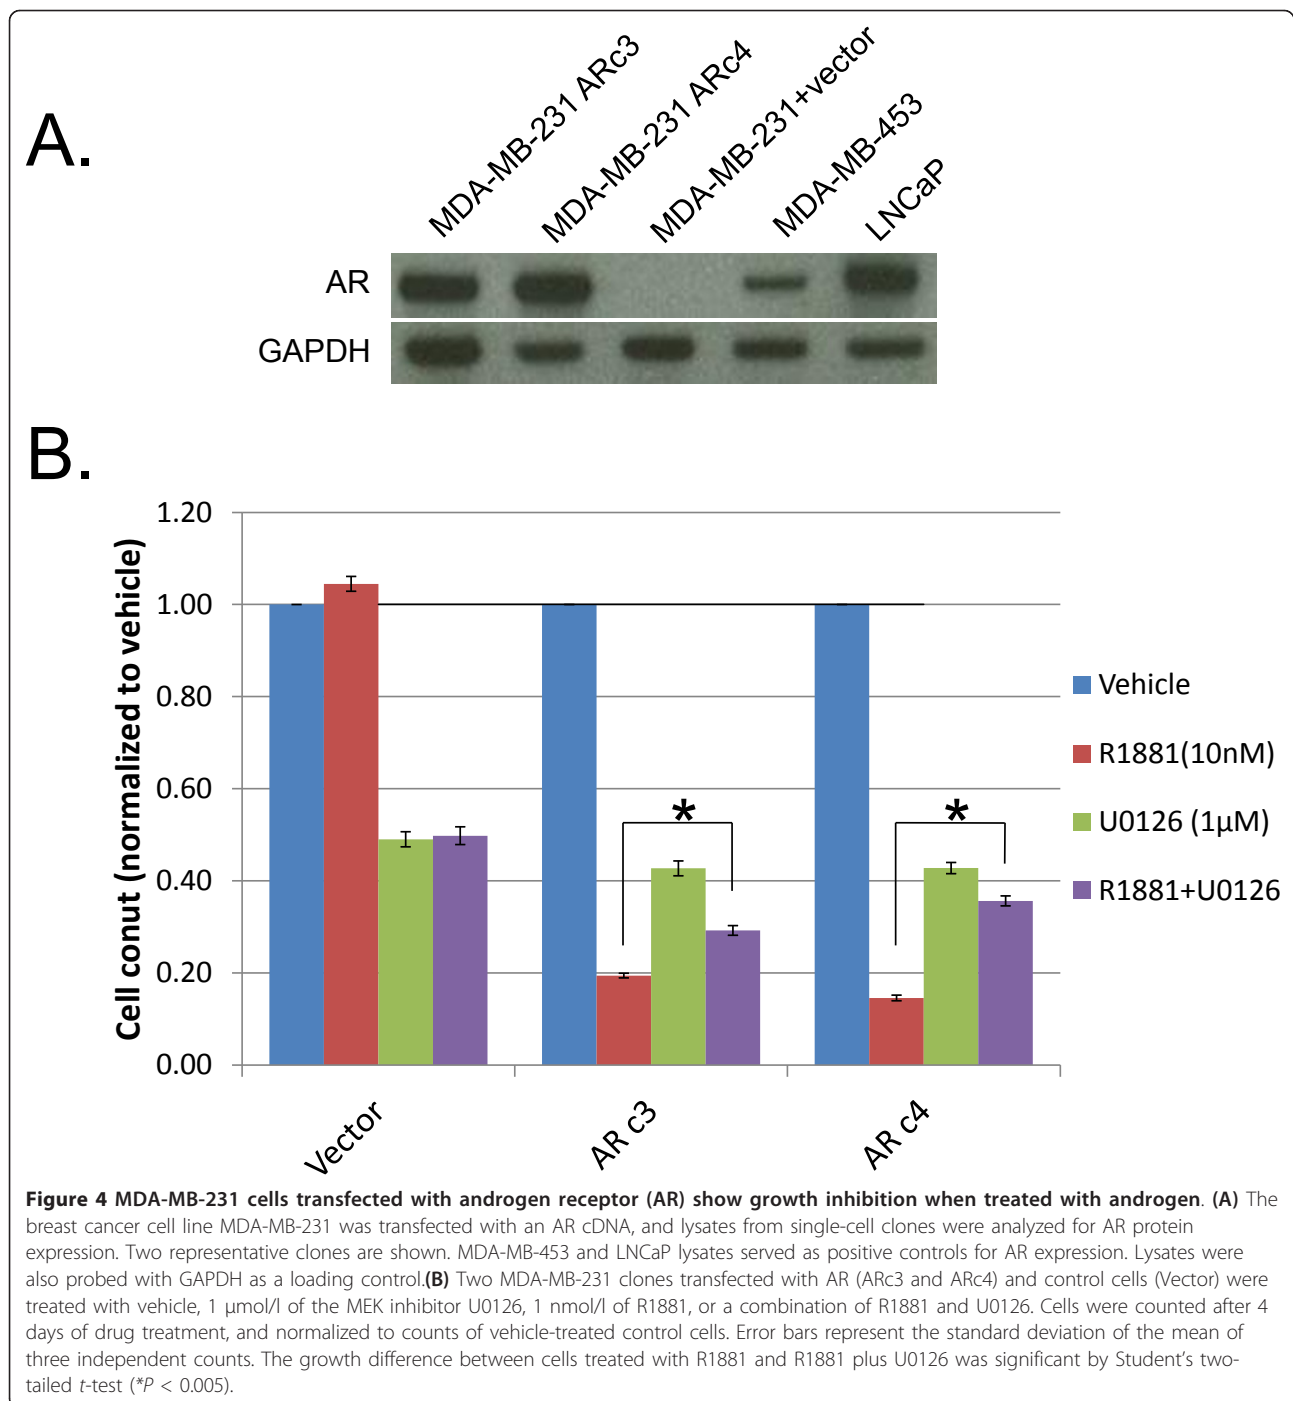 A.
MDA-MB-231 ARc3
MDA-MB-231 ARc4
MDA-MB-231+vector
MDA-MB-453
LNCaP
AR
GAPDH
B.
Cell conut (normalized to vehicle)
1.20
1.00
0.80
0.60
0.40
0.20
0.00
*
*
Vector
AR c3
AR c4
Vehicle
R1881(10nM)
U0126 (1µM)
R1881+U0126
Figure 4 MDA-MB-231 cells transfected with androgen receptor (AR) show growth inhibition when treated with androgen. (A) The
breast cancer cell line MDA-MB-231 was transfected with an AR cDNA, and lysates from single-cell clones were analyzed for AR protein
expression. Two representative clones are shown. MDA-MB-453 and LNCaP lysates served as positive controls for AR expression. Lysates were
also probed with GAPDH as a loading control.(B) Two MDA-MB-231 clones transfected with AR (ARc3 and ARc4) and control cells (Vector) were
treated with vehicle, 1 μmol/l of the MEK inhibitor U0126, 1 nmol/l of R1881, or a combination of R1881 and U0126. Cells were counted after 4
days of drug treatment, and normalized to counts of vehicle-treated control cells. Error bars represent the standard deviation of the mean of
three independent counts. The growth difference between cells treated with R1881 and R1881 plus U0126 was significant by Student's two-
tailed t-test (*P < 0.005).